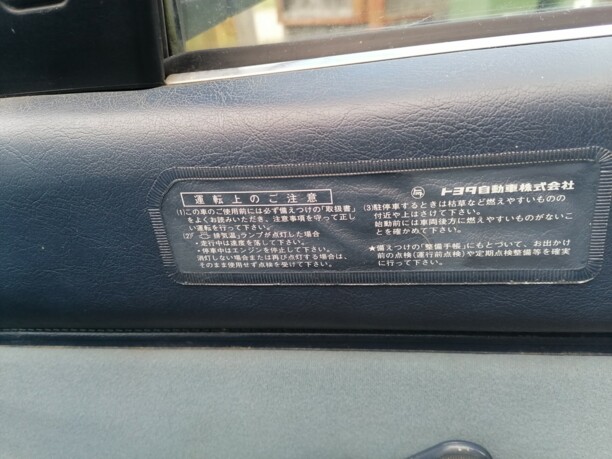 運転上のご注意
(1)この車のご使用前には必ず備えつけの「取扱書」
をよくお読みいただき、注意事項を守って正し
い運転を行って下さい。
(2) 排気温 ランプが点灯した場合
・走行中は速度を落して下さい。
・停車中はエンジンを停止して下さい。
消灯しない場合または再び点灯する場合は、
そのまま使用せず点検を受けて下さい。
トヨタ自動車株式会社
(3)駐停車するときは枯草など燃えやすいものの
付近や上はさけて下さい。
始動前には車両後方に燃えやすいものがないこ
とを確かめて下さい。
★備えつけの「整備手帳」にもとづいて、お出かけ
前の点検(運行前点検)や定期点検整備等を確実
に行って下さい。